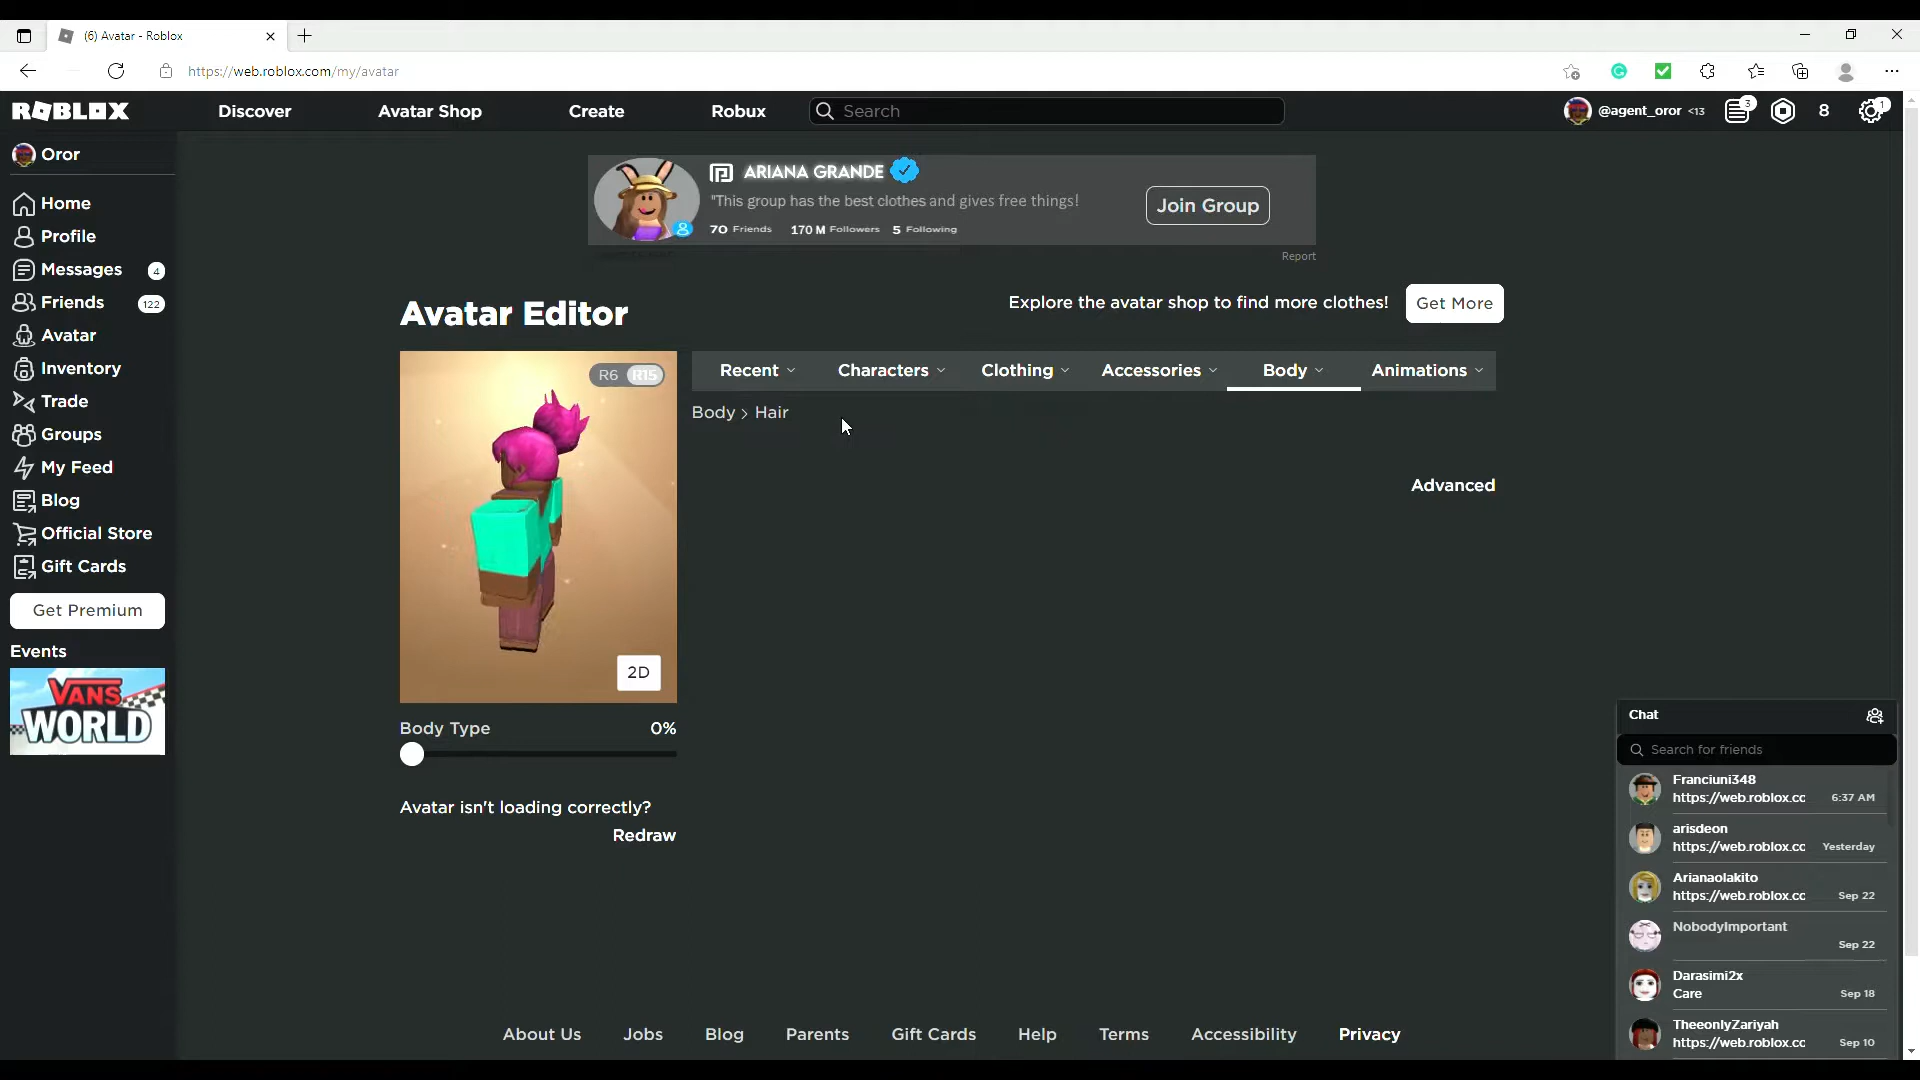 (6) Avatar - Roblox
https://web.roblox.com/my/avatar
ROBLOX
Discover
Avatar Shop
Create
Robux
Search
@agent_oror <13
3
8
1
Oror
Home
Profile
Messages 4
Friends 122
Avatar
Inventory
Trade
Groups
My Feed
Blog
Official Store
Gift Cards
Get Premium
Events
VANS
WORLD
ARIANA GRANDE
"This group has the best clothes and gives free things!
70 Friends 170 M Followers 5 Following
Join Group
Report
Avatar Editor
Explore the avatar shop to find more clothes!
Get More
R6 R15
Recent
Characters
Clothing
Accessories
Body
Animations
Body > Hair
Advanced
2D
Body Type 0%
Avatar isn't loading correctly?
Redraw
Chat
Search for friends
Franciuni348
https://web.roblox.cc 6:37 AM
arisdeon
https://web.roblox.cc Yesterday
Arianaolakito
https://web.roblox.cc Sep 22
NobodyImportant
Sep 22
Darasimi2x
Care Sep 18
TheeonlyZariyah
https://web.roblox.cc Sep 10
About Us
Jobs
Blog
Parents
Gift Cards
Help
Terms
Accessibility
Privacy